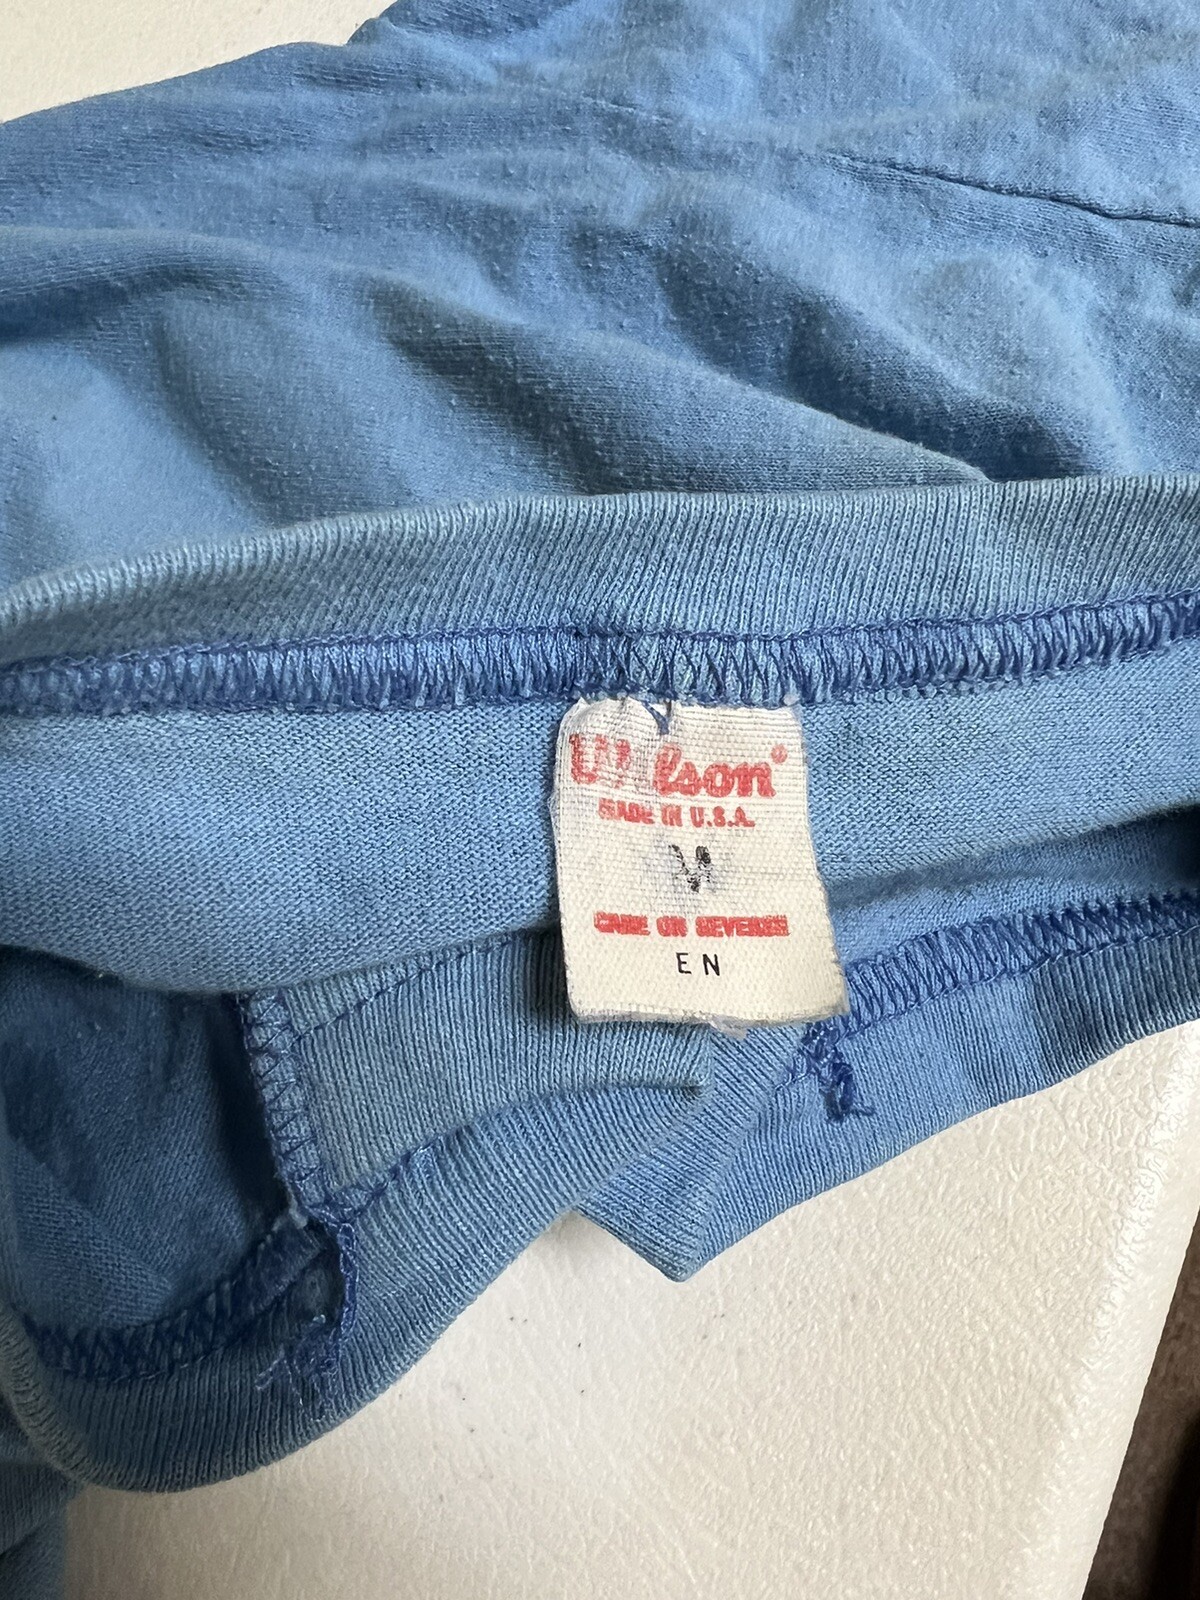 Wilson®
MADE IN U.S.A.
M
CARE ON REVERSE
EN